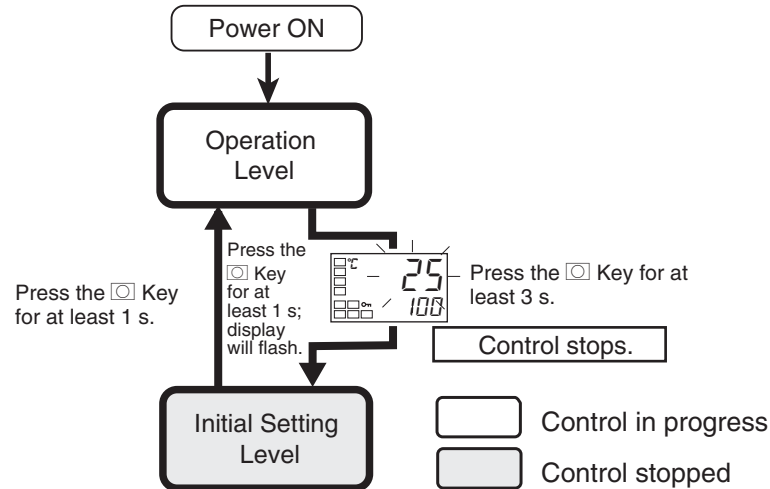 Power ON
Operation
Level
Press the
Key
for at
least 1 s;
display
will flash.
°C
25
100
Press the Key for at
least 3 s.
Press the Key
for at least 1 s.
Control stops.
Initial Setting
Level
Control in progress
Control stopped